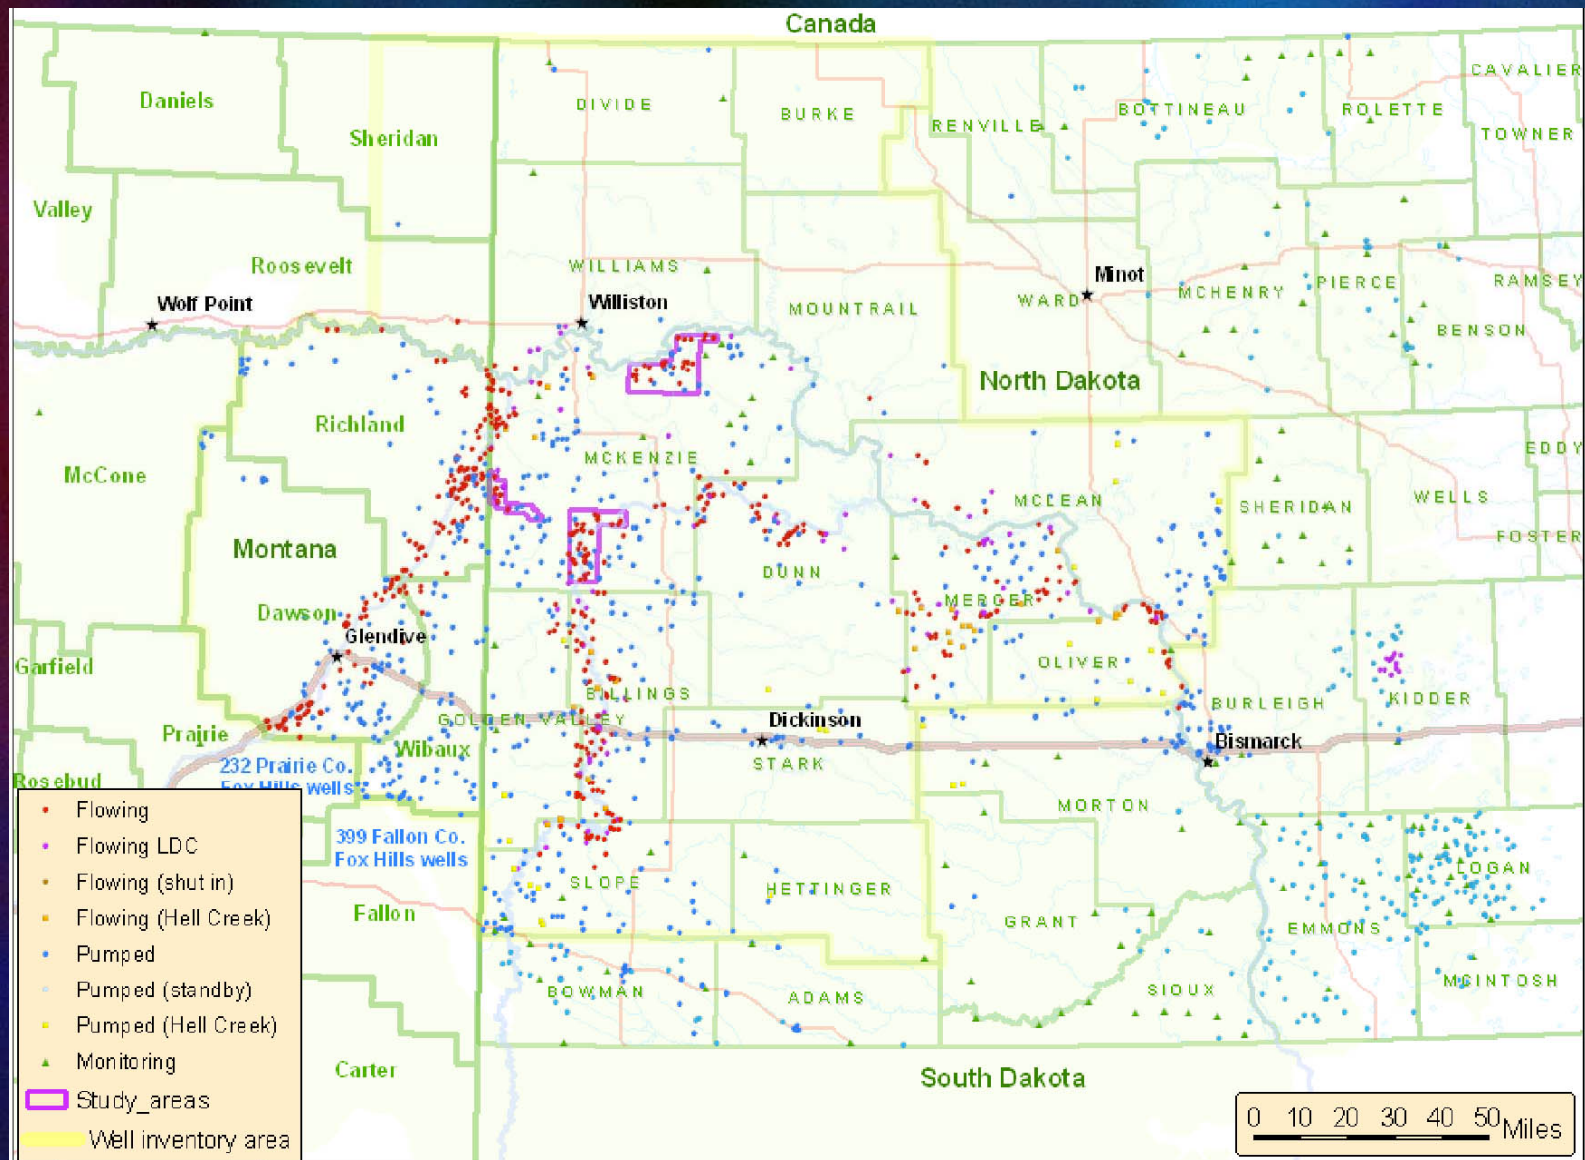 Canada
Daniels
DIVIDE
BURKE
RENVILLE
BOTTINEAU
ROLETTE
CAVALIER
TOWNER
Sheridan
Valley
Roosevelt
WILLIAMS
Wolf Point
Williston
MOUNTRAIL
WARD
Minot
MCHENRY
PIERCE
RAMSEY
BENSON
North Dakota
Richland
McCone
MCKENZIE
MCLEAN
SHERIDAN
WELLS
EDDY
FOSTER
Montana
DUNN
MERCER
Dawson
Glendive
Garfield
OLIVER
BILLINGS
BURLEIGH
KIDDER
Prairie
GOLDEN VALLEY
Dickinson
Wibaux
STARK
Bismarck
Rosebud
232 Prairie Co.
Fox Hills wells
MORTON
399 Fallon Co.
Fox Hills wells
SLOPE
HETTINGER
LOGAN
Fallon
GRANT
EMMONS
BOWMAN
ADAMS
SIOUX
MCINTOSH
Carter
South Dakota
Flowing
Flowing LDC
Flowing (shut in)
Flowing (Hell Creek)
Pumped
Pumped (standby)
Pumped (Hell Creek)
Monitoring
Study_areas
Well inventory area
0 10 20 30 40 50 Miles